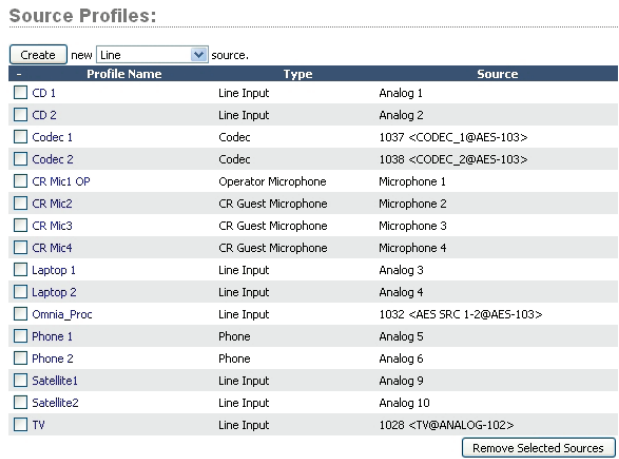 Source Profiles:
Create new Line source.
- Profile Name Type Source
CD 1 Line Input Analog 1
CD 2 Line Input Analog 2
Codec 1 Codec 1037 <CODEC_1@AES-103>
Codec 2 Codec 1038 <CODEC_2@AES-103>
CR Mic1 OP Operator Microphone Microphone 1
CR Mic2 CR Guest Microphone Microphone 2
CR Mic3 CR Guest Microphone Microphone 3
CR Mic4 CR Guest Microphone Microphone 4
Laptop 1 Line Input Analog 3
Laptop 2 Line Input Analog 4
Omnia_Proc Line Input 1032 <AES SRC 1-2@AES-103>
Phone 1 Phone Analog 5
Phone 2 Phone Analog 6
Satellite1 Line Input Analog 9
Satellite2 Line Input Analog 10
TV Line Input 1028 <TV@ANALOG-102>
Remove Selected Sources